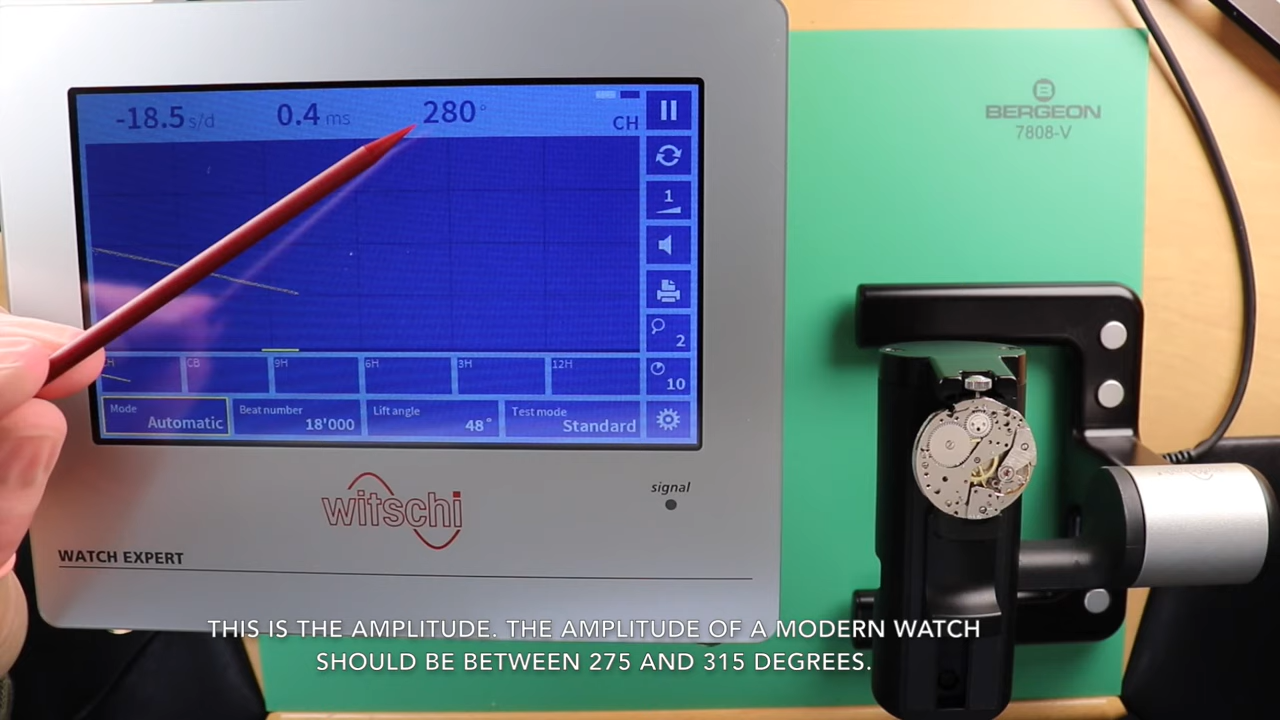 -18.5 s/d 0.4 ms 280°
CH
1
2
10
CB 9H 6H 3H 12H
Mode
Automatic
Beat number
18'000
Lift angle
48°
Test mode
Standard
witschi
signal
WATCH EXPERT
B
BERGEON
7808-V
THIS IS THE AMPLITUDE. THE AMPLITUDE OF A MODERN WATCH
SHOULD BE BETWEEN 275 AND 315 DEGREES.